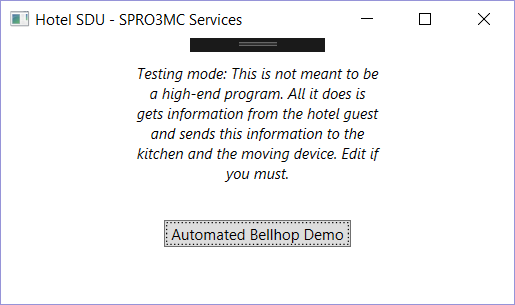 Hotel SDU - SPRO3MC Services
Testing mode: This is not meant to be
a high-end program. All it does is
gets information from the hotel guest
and sends this information to the
kitchen and the moving device. Edit if
you must.
Automated Bellhop Demo